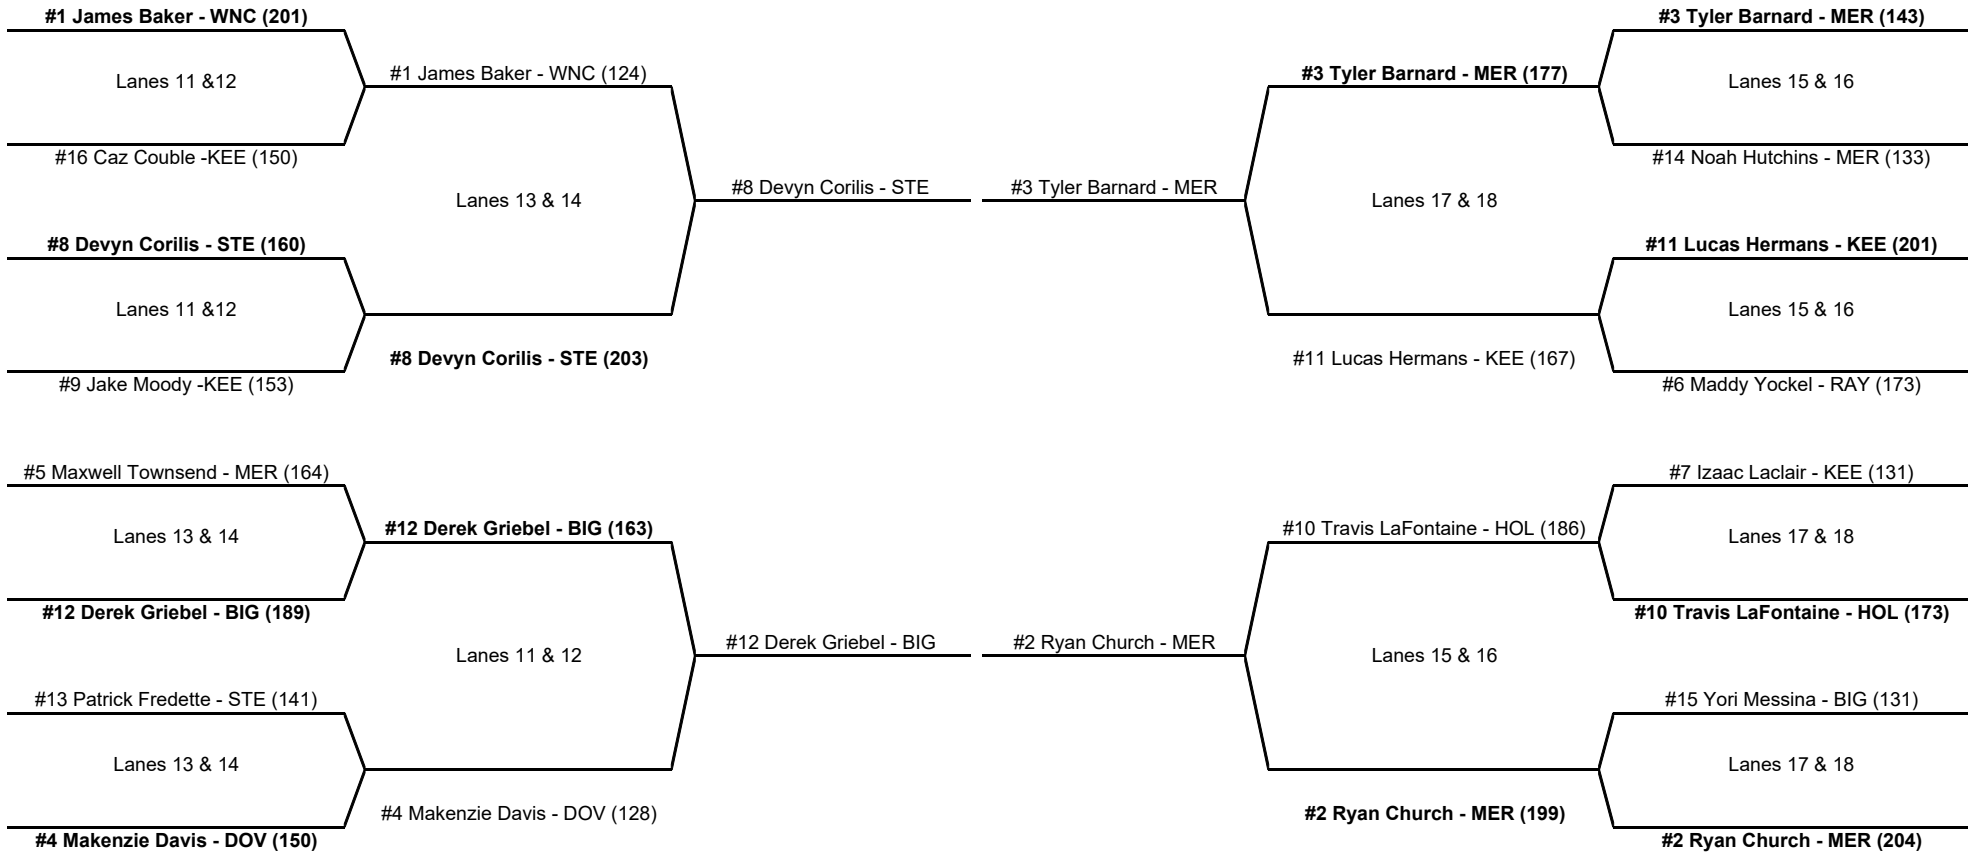 #1 James Baker - WNC (201)
#3 Tyler Barnard - MER (143)
#1 James Baker - WNC (124)
#3 Tyler Barnard - MER (177)
Lanes 11 &12
Lanes 15 & 16
#16 Caz Couble -KEE (150)
#14 Noah Hutchins - MER (133)
#8 Devyn Corilis - STE
#3 Tyler Barnard - MER
Lanes 13 & 14
Lanes 17 & 18
#8 Devyn Corilis - STE (160)
#11 Lucas Hermans - KEE (201)
Lanes 11 &12
Lanes 15 & 16
#8 Devyn Corilis - STE (203)
#11 Lucas Hermans - KEE (167)
#9 Jake Moody -KEE (153)
#6 Maddy Yockel - RAY (173)
#5 Maxwell Townsend - MER (164)
#7 Izaac Laclair - KEE (131)
#12 Derek Griebel - BIG (163)
#10 Travis LaFontaine - HOL (186)
Lanes 13 & 14
Lanes 17 & 18
#12 Derek Griebel - BIG (189)
#10 Travis LaFontaine - HOL (173)
#12 Derek Griebel - BIG
#2 Ryan Church - MER
Lanes 11 & 12
Lanes 15 & 16
#13 Patrick Fredette - STE (141)
#15 Yori Messina - BIG (131)
Lanes 13 & 14
Lanes 17 & 18
#4 Makenzie Davis - DOV (128)
#2 Ryan Church - MER (199)
#4 Makenzie Davis - DOV (150)
#2 Ryan Church - MER (204)